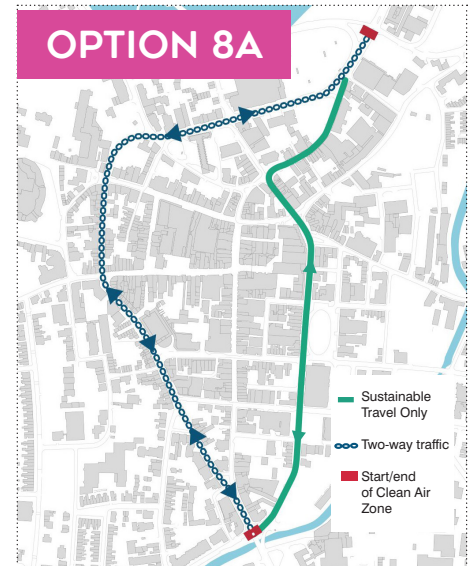 OPTION 8A
Sustainable
Travel Only
Two-way traffic
Start/end
of Clean Air
Zone